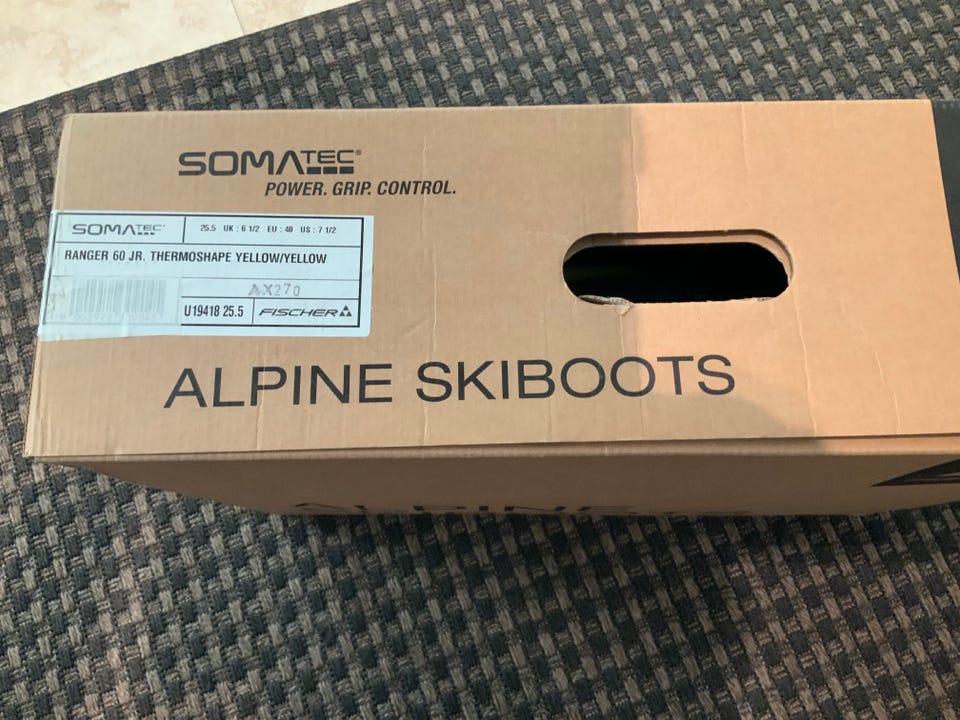 SOMATEC®
POWER. GRIP. CONTROL.
SOMATEC
25.5 UK : 6 1/2 EU : 40 US : 7 1/2
RANGER 60 JR. THERMOSHAPE YELLOW/YELLOW
AX270
U19418 25.5
FISCHER
ALPINE SKIBOOTS
ALPINE